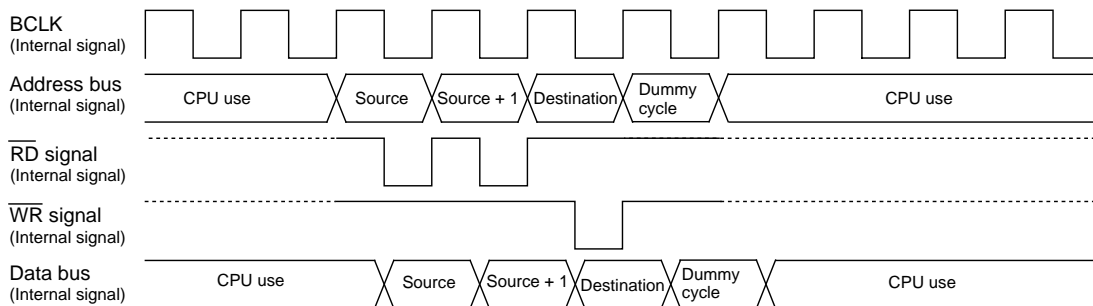 BCLK
(Internal signal)
Address bus
(Internal signal)
CPU use
Source
Source + 1
Destination
Dummy
cycle
CPU use
RD signal
(Internal signal)
WR signal
(Internal signal)
Data bus
(Internal signal)
CPU use
Source
Source + 1
Destination
Dummy
cycle
CPU use